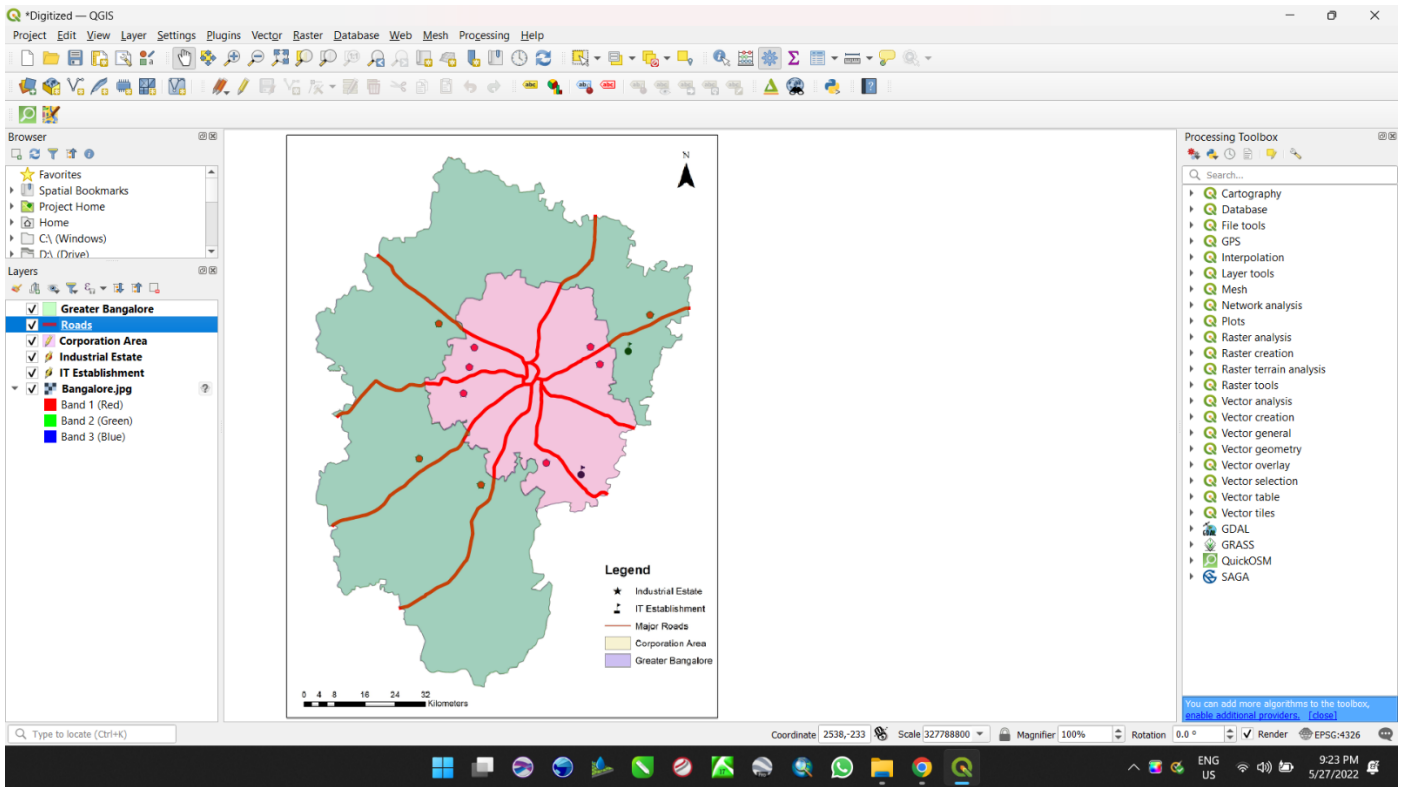 *Digitized — QGIS
Project Edit View Layer Settings Plugins Vector Raster Database Web Mesh Processing Help
Browser
Favorites
Spatial Bookmarks
Project Home
Home
C:\ (Windows)
D:\ (Drive)
Layers
Greater Bangalore
Roads
Corporation Area
Industrial Estate
IT Establishment
Bangalore.jpg
Band 1 (Red)
Band 2 (Green)
Band 3 (Blue)
N
Legend
Industrial Estate
IT Establishment
Major Roads
Corporation Area
Greater Bangalore
0 4 8 16 24 32
Kilometers
Processing Toolbox
Search...
Cartography
Database
File tools
GPS
Interpolation
Layer tools
Mesh
Network analysis
Plots
Raster analysis
Raster creation
Raster terrain analysis
Raster tools
Vector analysis
Vector creation
Vector general
Vector geometry
Vector overlay
Vector selection
Vector table
Vector tiles
GDAL
GRASS
QuickOSM
SAGA
You can add more algorithms to the toolbox,
enable additional providers. [close]
Type to locate (Ctrl+K)
Coordinate 2538,-233 Scale 327788800 Magnifier 100% Rotation 0.0 ° Render EPSG:4326
ENG
US
9:23 PM
5/27/2022